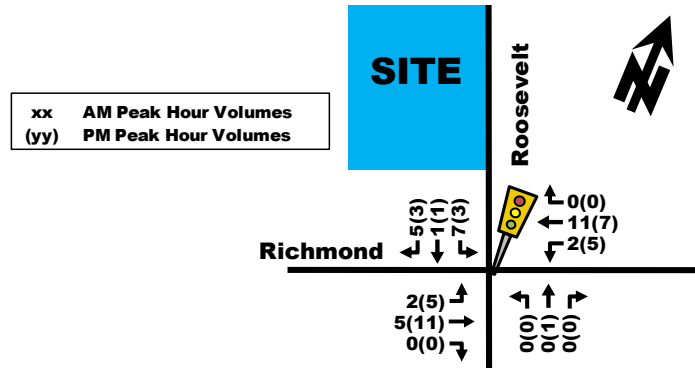 SITE
Roosevelt
xx AM Peak Hour Volumes
(yy) PM Peak Hour Volumes
N
5(3)
1(1)
7(3)
0(0)
11(7)
2(5)
Richmond
2(5)
5(11)
0(0)
0(0)
0(1)
0(0)